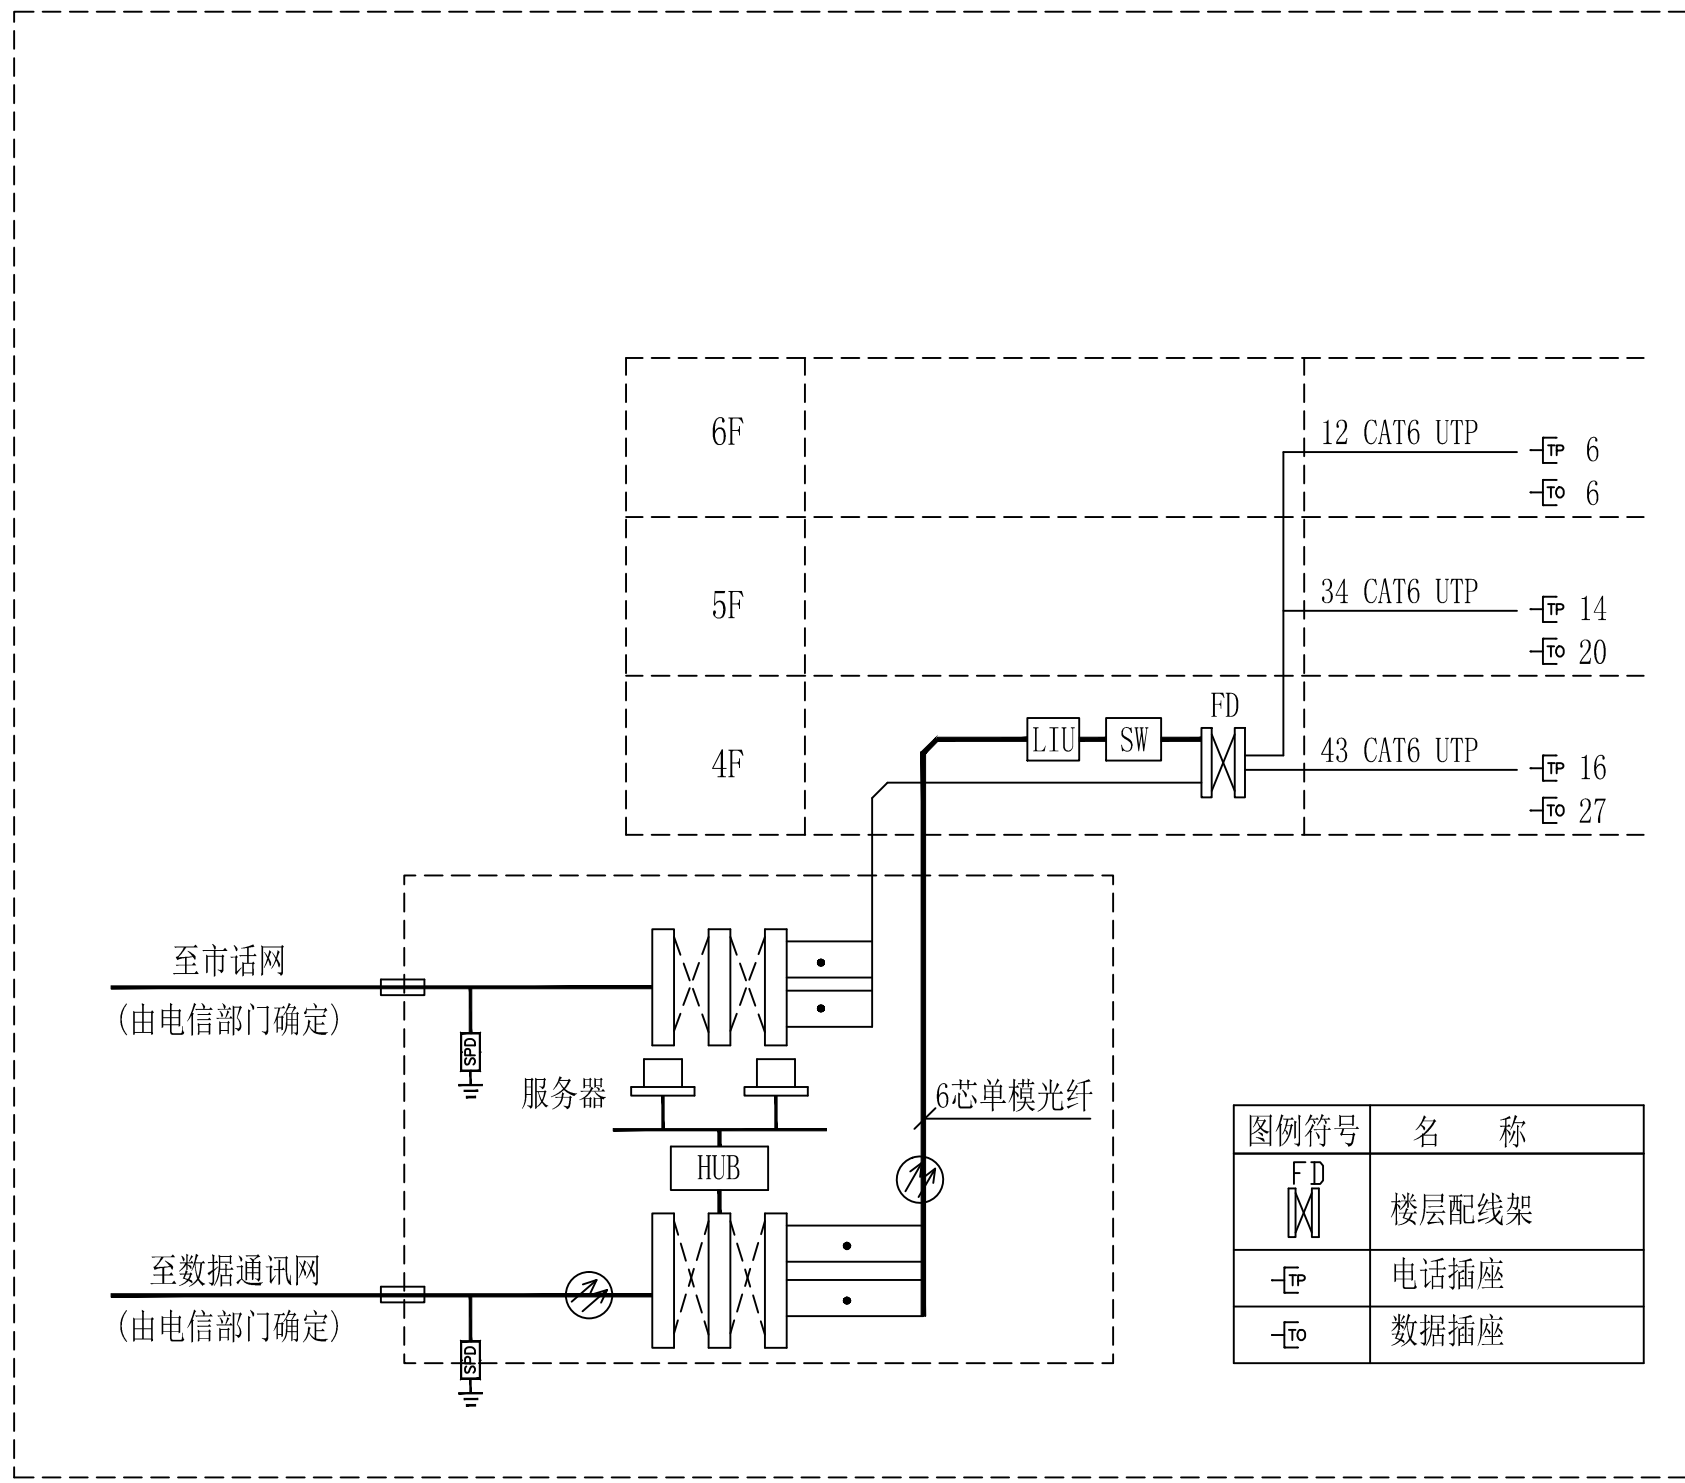 6F
12 CAT6 UTP
TP 6
TO 6
5F
34 CAT6 UTP
TP 14
TO 20
4F
LIU
SW
FD
43 CAT6 UTP
TP 16
TO 27
至市话网
(由电信部门确定)
SPD
服务器
HUB
6芯单模光纤
至数据通讯网
(由电信部门确定)
SPD
图例符号 名 称
FD
楼层配线架
TP 电话插座
TO 数据插座